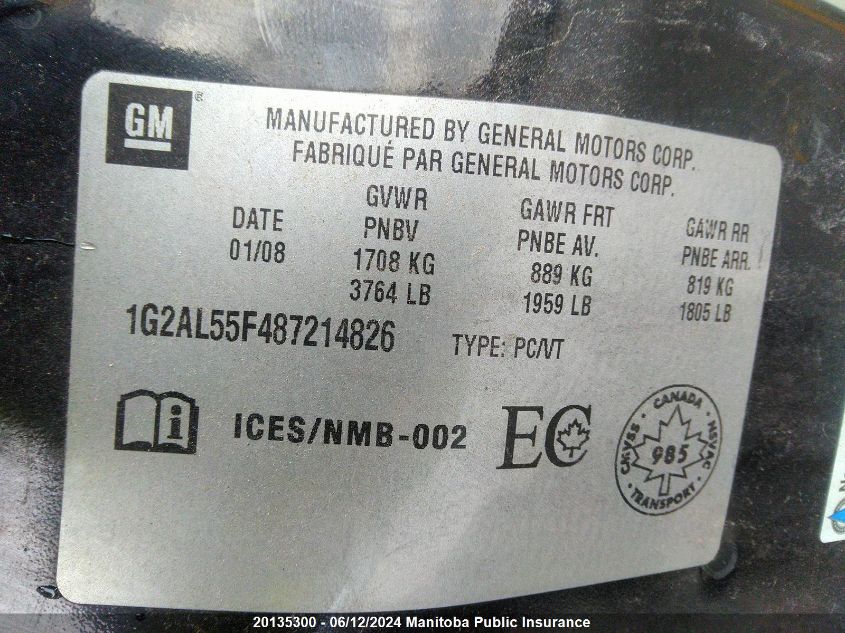 GM ®
MANUFACTURED BY GENERAL MOTORS CORP.
FABRIQUÉ PAR GENERAL MOTORS CORP.
DATE GVWR GAWR FRT GAWR RR
PNBV PNBE AV. PNBE ARR.
01/08 1708 KG 889 KG 819 KG
3764 LB 1959 LB 1805 LB
1G2AL55F487214826 TYPE: PC/VT
i ICES/NMB-002 EC
CANADA
CMVSS 985 NSVAC
TRANSPORT
20135300 - 06/12/2024 Manitoba Public Insurance